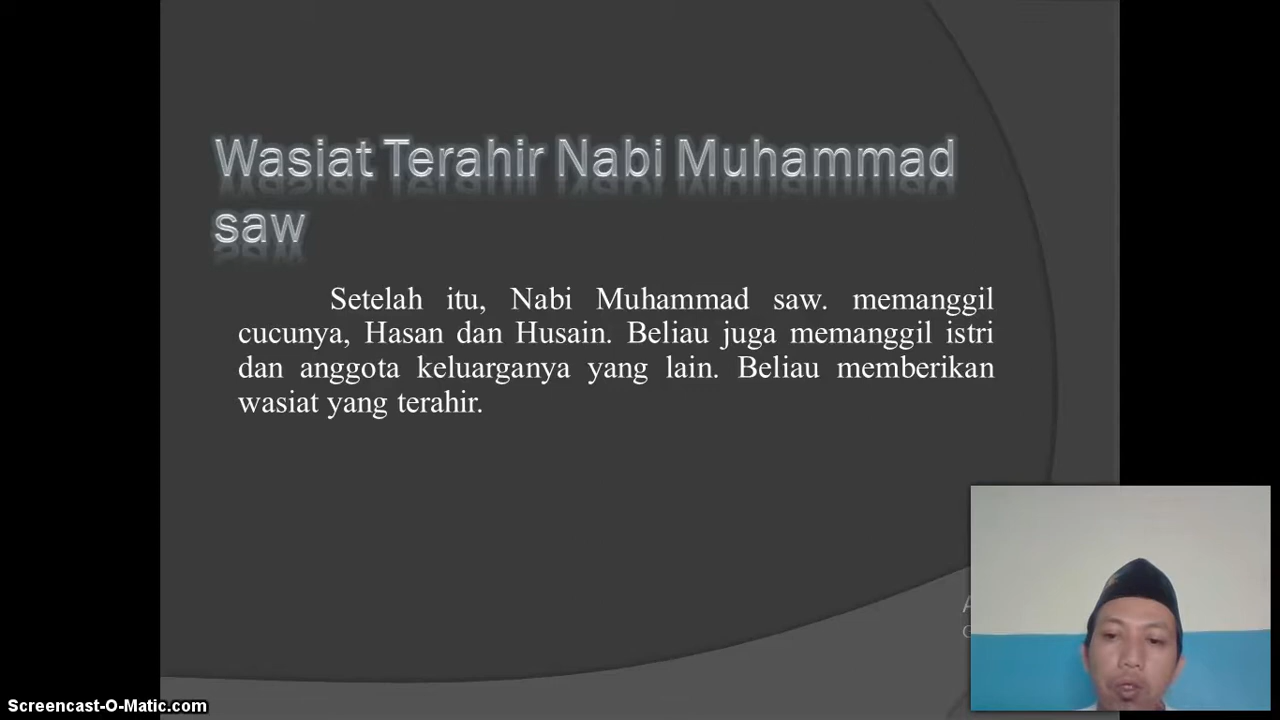 Wasiat Terahir Nabi Muhammad
saw
Setelah itu, Nabi Muhammad saw. memanggil
cucunya, Hasan dan Husain. Beliau juga memanggil istri
dan anggota keluarganya yang lain. Beliau memberikan
wasiat yang terahir.
Screencast-O-Matic.com